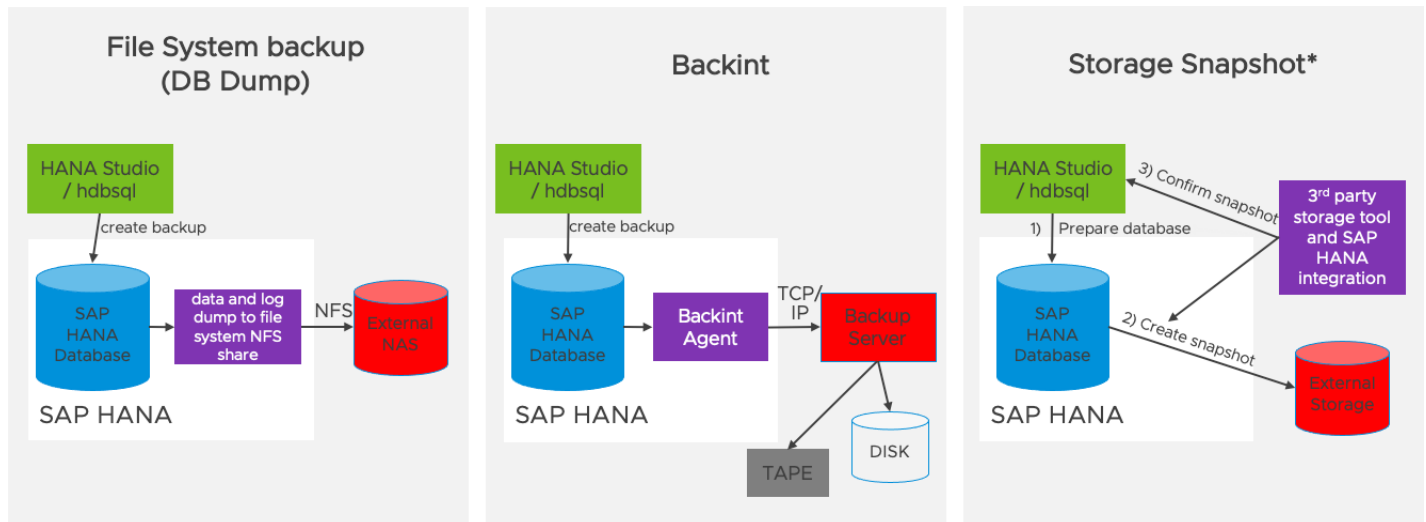 File System backup
(DB Dump)
HANA Studio
/ hdbsql
create backup
SAP
HANA
Database
data and log
dump to file
system NFS
share
NFS
External
NAS
SAP HANA
Backint
HANA Studio
/ hdbsql
create backup
SAP
HANA
Database
Backint
Agent
TCP/
IP
Backup
Server
SAP HANA
TAPE
DISK
Storage Snapshot*
HANA Studio
/ hdbsql
3) Confirm snapshot
3rd party
storage tool
and SAP
HANA
integration
1) Prepare database
SAP
HANA
Database
2) Create snapshot
External
Storage
SAP HANA